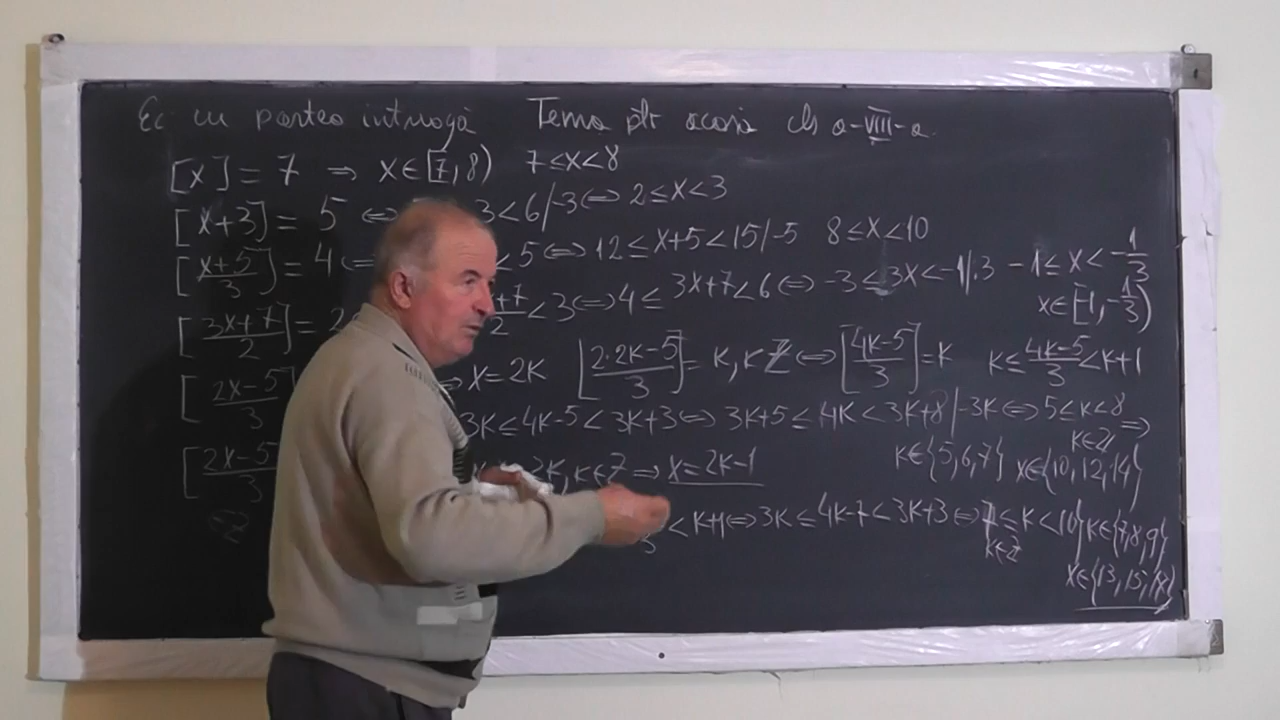 Ec cu partea întreagă Tema ptr acasă cls a-VIII-a.
[x] = 7 ⇒ x∈[7,8) 7≤x<8
[x+3] = 5 ⇔ 3<6/-3 ⇔ 2≤x<3
[x+5/3] = 4 ⇔ <5 ⇔ 12≤x+5<15/-5 8≤x<10
[3x+7/2] = 2 +7/2<3 ⇔ 4≤3x+7<6 ⇔ -3≤3x<-1/:3 -1≤x<-1/3
x∈[-1,-1/3)
[2x-5/3 ⇒ x=2k [2·2k-5/3]=k, k Z ⇔ [4k-5/3]=k k≤4k-5/3<k+1
3k≤4k-5<3k+3 ⇔ 3k+5≤4k<3k+8/-3k ⇔ 5≤k<8 ⇒
k∈Z
k∈{5,6,7} x∈{10,12,14}
[2x-5/3 2k, k∈Z ⇒ x=2k-1
3<k+1 ⇔ 3k≤4k-7<3k+3 ⇔ 7≤k<10} k∈{7,8,9}
k∈Z
x∈{13,15,